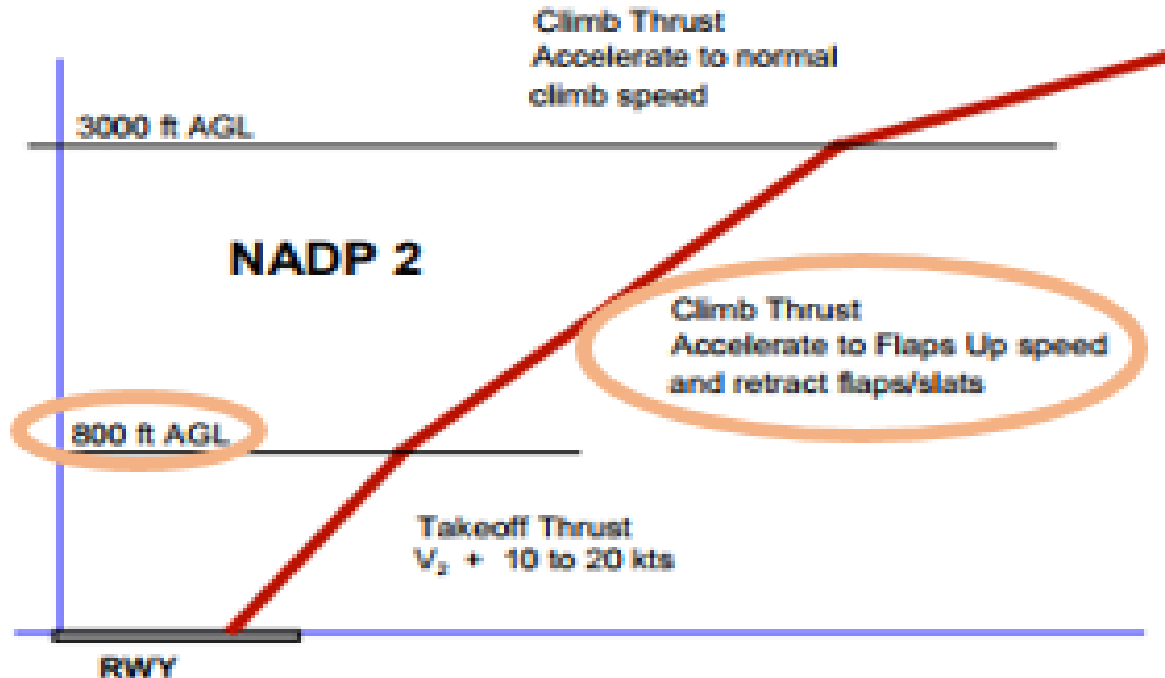 Climb Thrust
Accelerate to normal
climb speed
3000 ft AGL
NADP 2
Climb Thrust
Accelerate to Flaps Up speed
and retract flaps/slats
800 ft AGL
Takeoff Thrust
V₂ + 10 to 20 kts
RWY